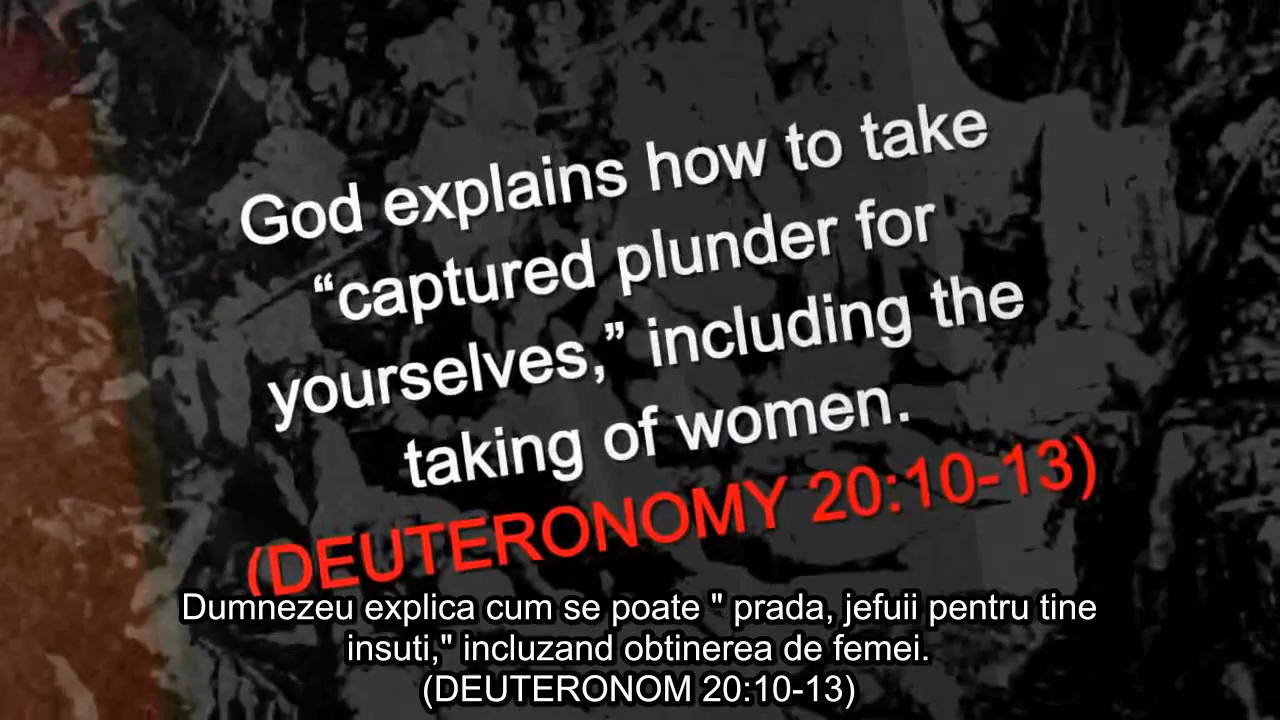 God explains how to take
“captured plunder for
yourselves,” including the
taking of women.
(DEUTERONOMY 20:10-13)
Dumnezeu explica cum se poate " prada, jefuii pentru tine
insuti," incluzand obtinerea de femei.
(DEUTERONOM 20:10-13)